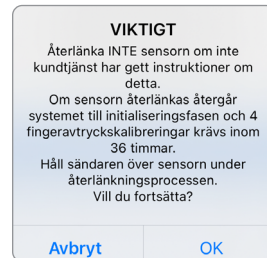 VIKTIGT
Återlänka INTE sensorn om inte
kundtjänst har gett instruktioner om
detta.
Om sensorn återlänkas återgår
systemet till initialiseringsfasen och 4
fingeravtryckskalibreringar krävs inom
36 timmar.
Håll sändaren över sensorn under
återlänkningsprocessen.
Vill du fortsätta?
Avbryt OK